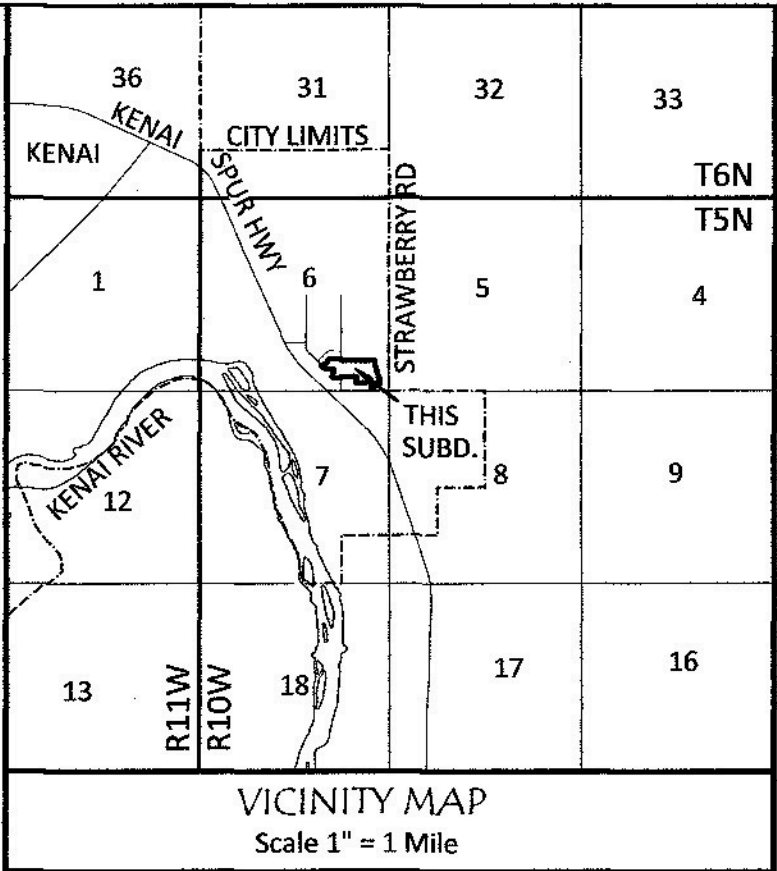 36
31
32
33
KENAI
SPUR HWY
KENAI
CITY LIMITS
T6N
T5N
STRAWBERRY RD
1
6
5
4
THIS
SUBD.
KENAI RIVER
12
7
8
9
13
R11W
R10W
18
17
16
VICINITY MAP
Scale 1" = 1 Mile